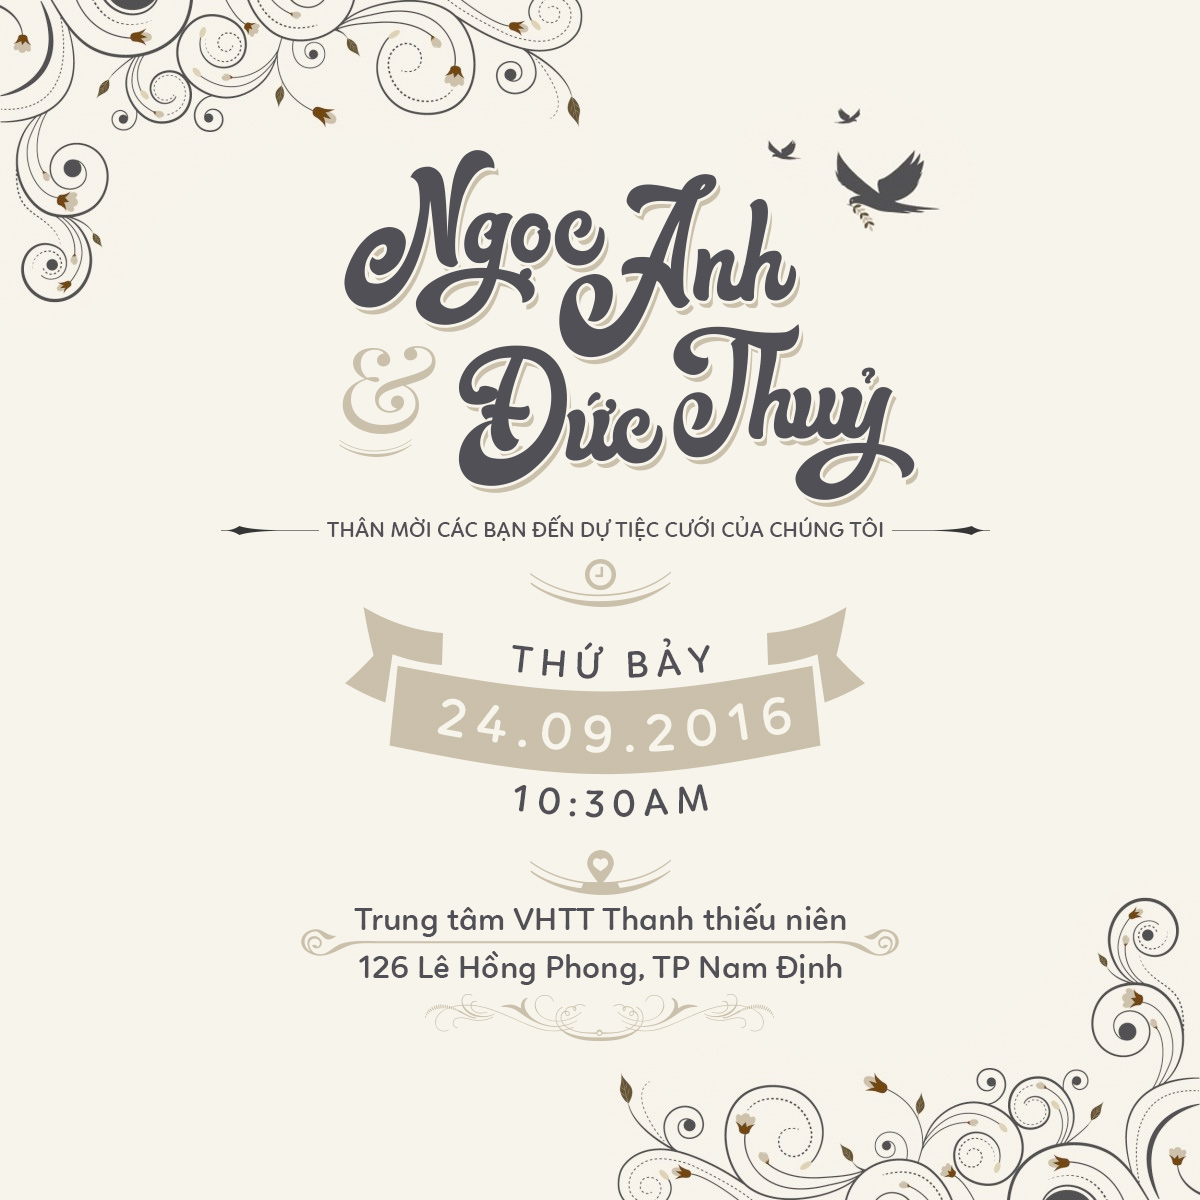 Ngọc Anh
& Đức Thuỷ
THÂN MỜI CÁC BẠN ĐẾN DỰ TIỆC CƯỚI CỦA CHÚNG TÔI
THỨ BẢY
24.09.2016
10:30AM
Trung tâm VHTT Thanh thiếu niên
126 Lê Hồng Phong, TP Nam Định